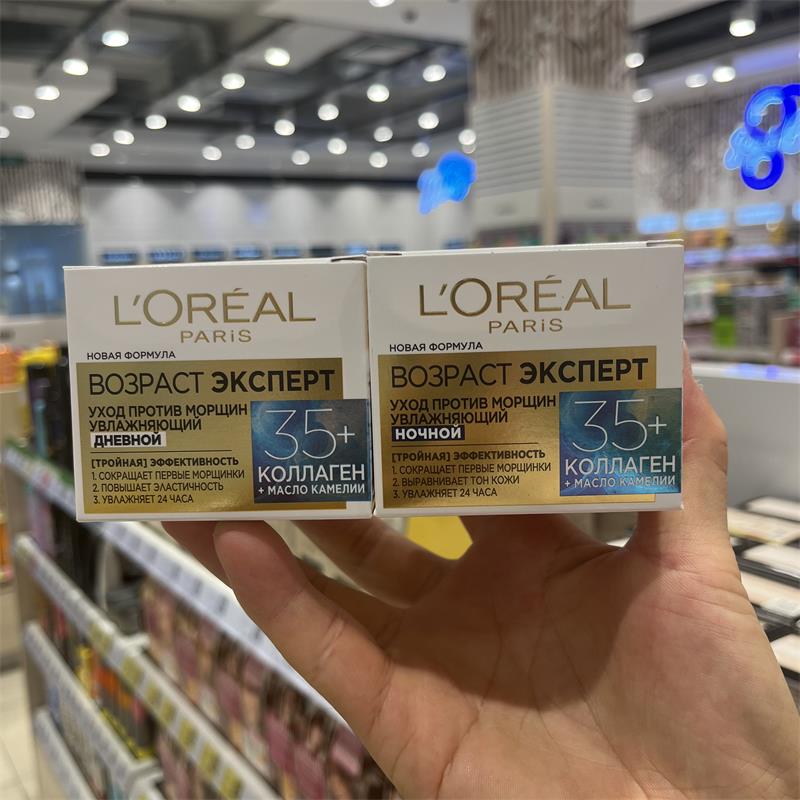 L'ORÉAL
PARIS
НОВАЯ ФОРМУЛА
ВОЗРАСТ ЭКСПЕРТ
УХОД ПРОТИВ МОРЩИН
УВЛАЖНЯЮЩИЙ
ДНЕВНОЙ
[ТРОЙНАЯ] ЭФФЕКТИВНОСТЬ
1. СОКРАЩАЕТ ПЕРВЫЕ МОРЩИНКИ
2. ПОВЫШАЕТ ЭЛАСТИЧНОСТЬ
3. УВЛАЖНЯЕТ 24 ЧАСА
35+
КОЛЛАГЕН
+ МАСЛО КАМЕЛИИ
L'ORÉAL
PARIS
НОВАЯ ФОРМУЛА
ВОЗРАСТ ЭКСПЕРТ
УХОД ПРОТИВ МОРЩИН
УВЛАЖНЯЮЩИЙ
НОЧНОЙ
[ТРОЙНАЯ] ЭФФЕКТИВНОСТЬ
1. СОКРАЩАЕТ ПЕРВЫЕ МОРЩИНКИ
2. ВЫРАВНИВАЕТ ТОН КОЖИ
3. УВЛАЖНЯЕТ 24 ЧАСА
35+
КОЛЛАГЕН
+ МАСЛО КАМЕЛИИ